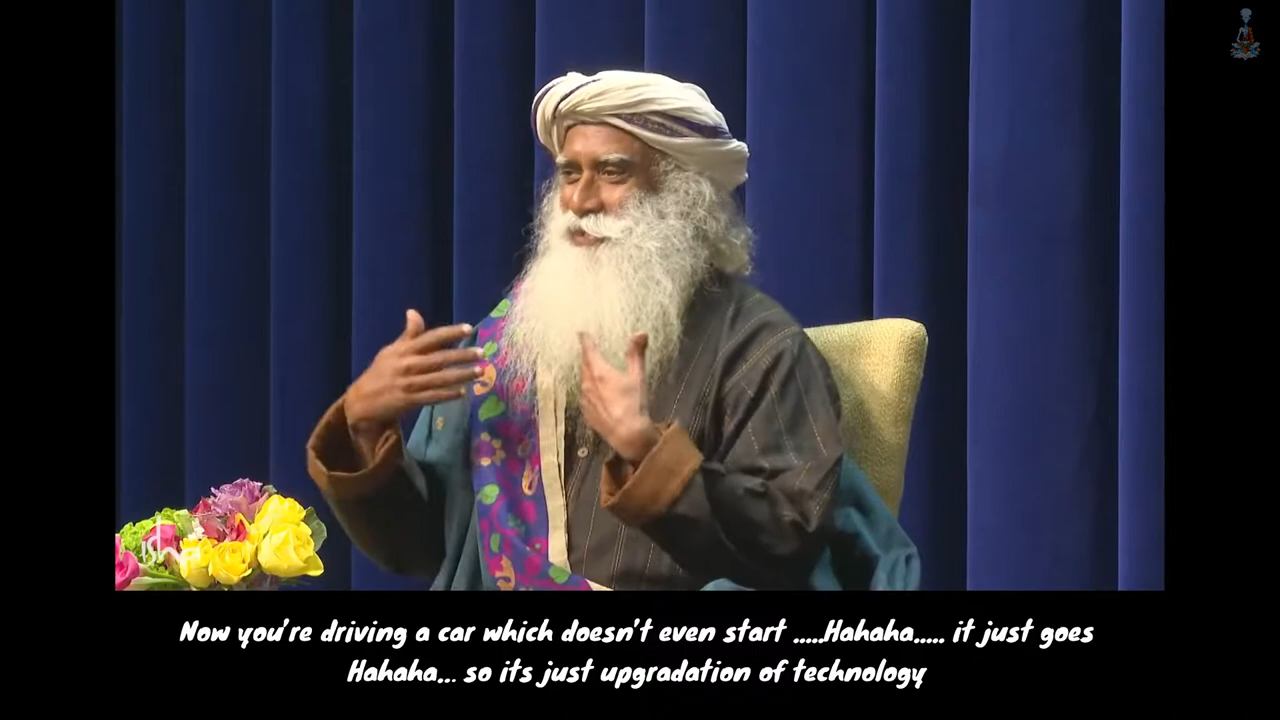 isha
Now you're driving a car which doesn't even start .....Hahaha..... it just goes
Hahaha... so its just upgradation of technology